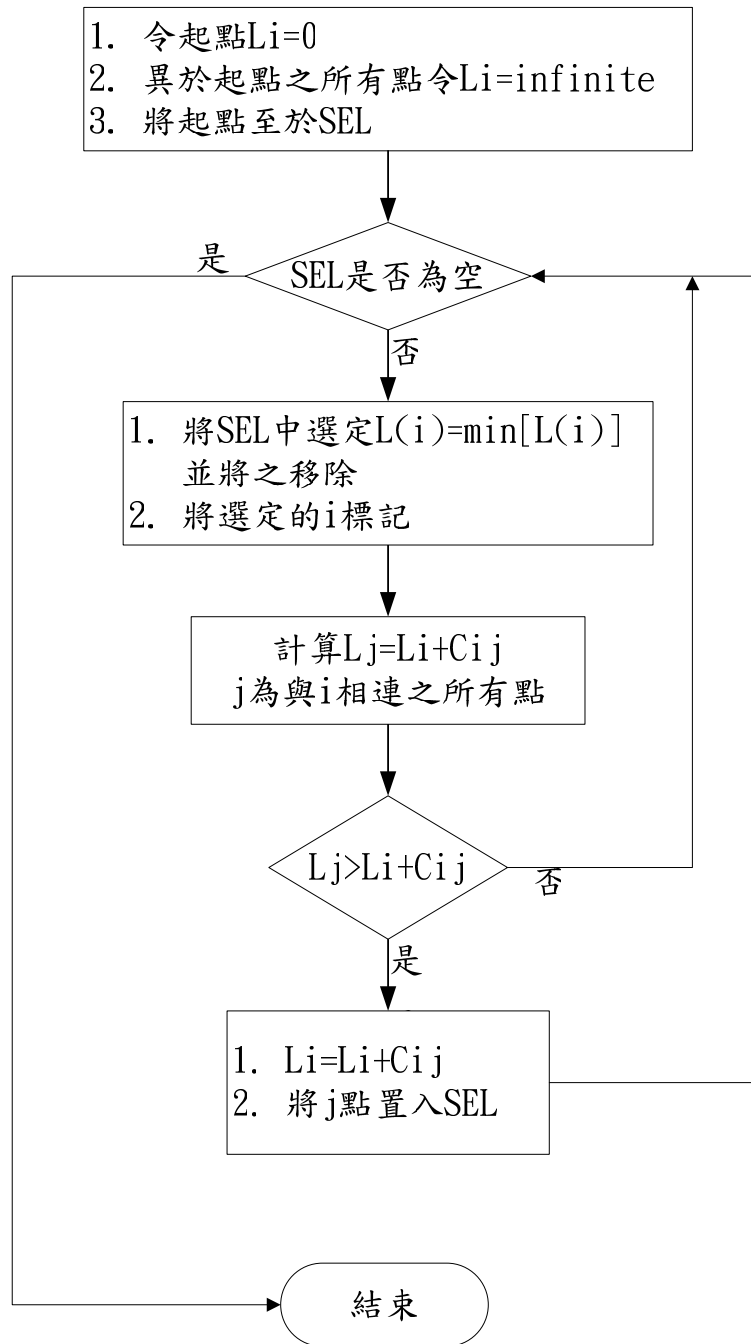 1. 令起點Li=0
2. 異於起點之所有點令Li=infinite
3. 將起點至於SEL
是
SEL是否為空
否
1. 將SEL中選定L(i)=min[L(i)]
並將之移除
2. 將選定的i標記
計算Lj=Li+Cij
j為與i相連之所有點
Lj>Li+Cij
否
是
1. Li=Li+Cij
2. 將j點置入SEL
結束